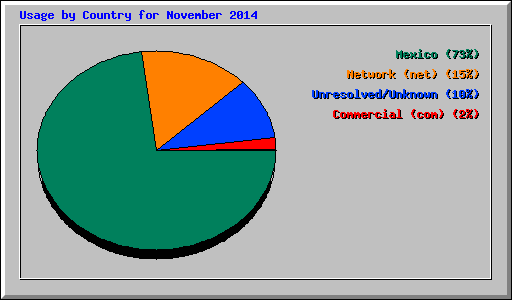 Usage by Country for November 2014
Mexico (73%)
Network (net) (15%)
Unresolved/Unknown (10%)
Commercial (com) (2%)